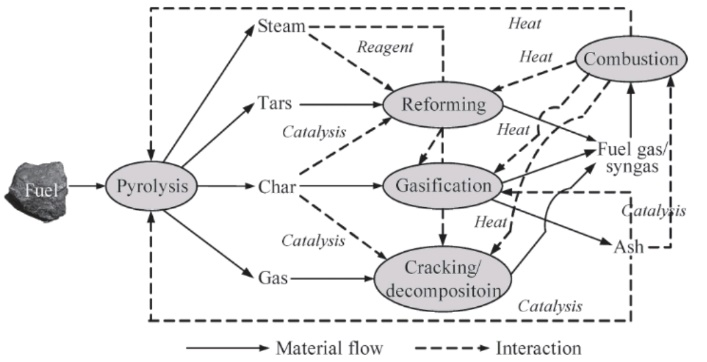 Heat
Steam
Reagent
Heat
Combustion
Tars
Reforming
Catalysis
Heat
Fuel gas/
syngas
Fuel
Pyrolysis
Char
Gasification
Catalysis
Heat
Catalysis
Ash
Cracking/
decompositoin
Gas
Catalysis
Material flow
Interaction